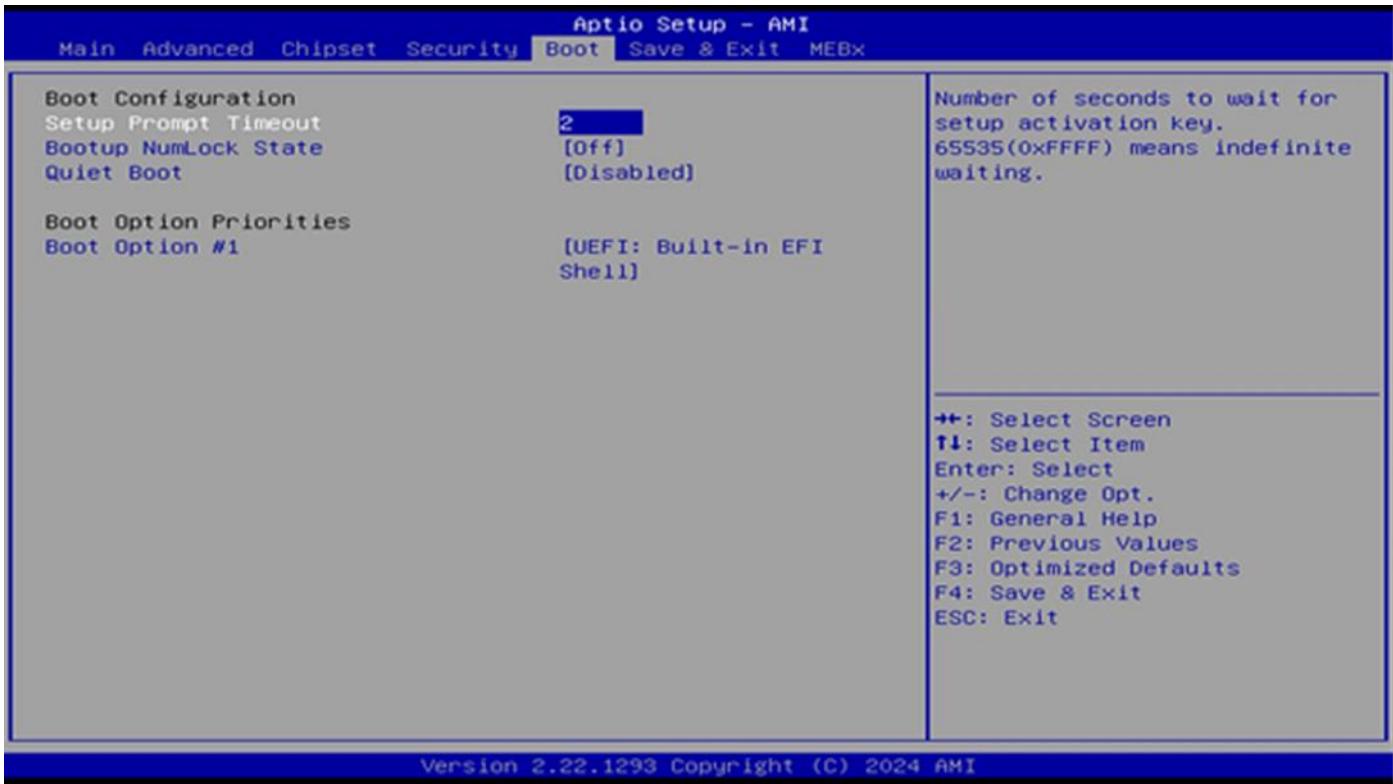 Aptio Setup - AMI
Main Advanced Chipset Security Boot Save & Exit MEBx
Boot Configuration
Setup Prompt Timeout 2
Bootup NumLock State [Off]
Quiet Boot [Disabled]
Boot Option Priorities
Boot Option #1 [UEFI: Built-in EFI
Shell]
Number of seconds to wait for
setup activation key.
65535(0xFFFF) means indefinite
waiting.
→←: Select Screen
↑↓: Select Item
Enter: Select
+/-: Change Opt.
F1: General Help
F2: Previous Values
F3: Optimized Defaults
F4: Save & Exit
ESC: Exit
Version 2.22.1293 Copyright (C) 2024 AMI